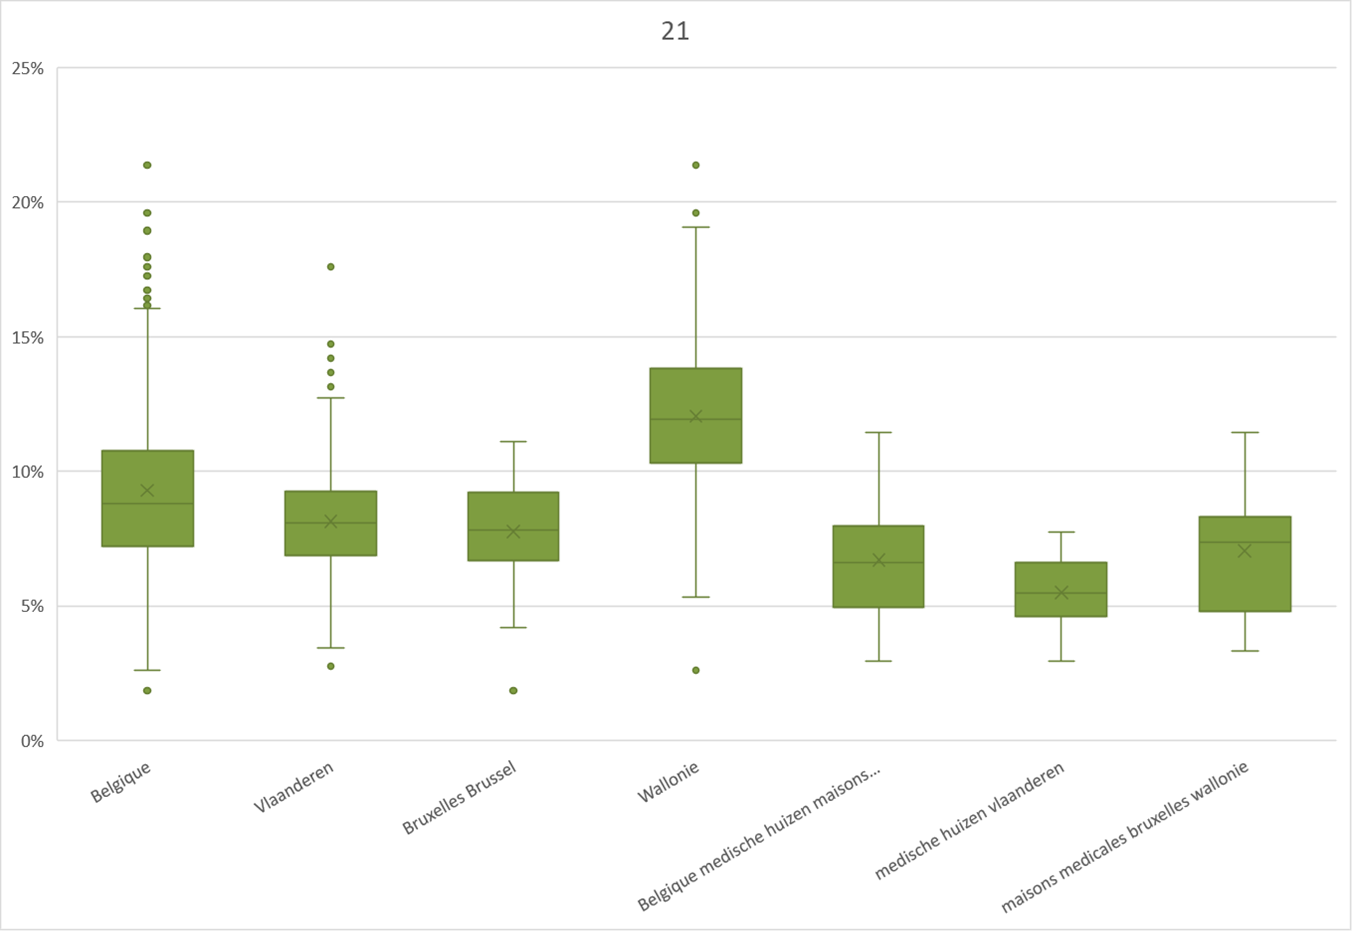 21
25%
20%
15%
10%
5%
0%
Belgique
Vlaanderen
Bruxelles Brussel
Wallonie
Belgique medische huizen maisons...
medische huizen vlaanderen
maisons medicales bruxelles wallonie